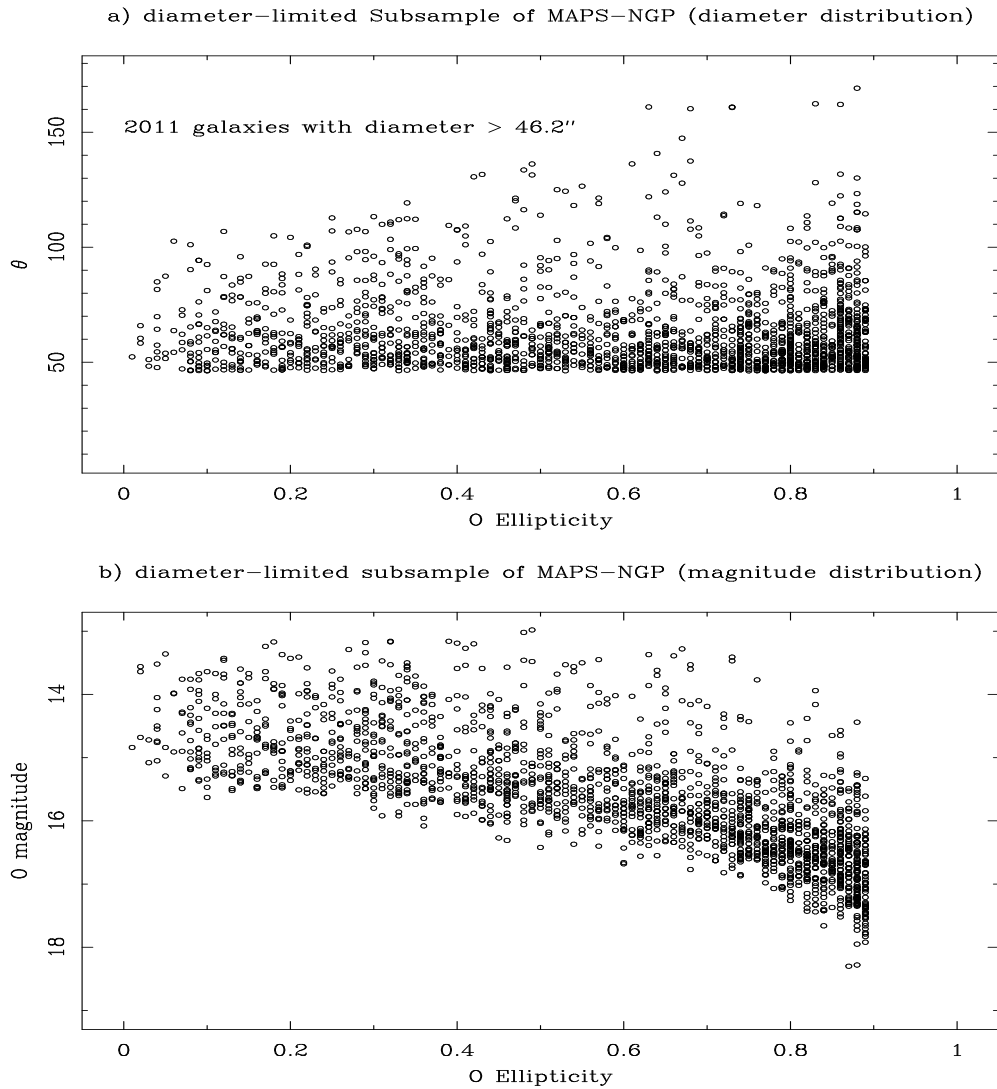 a) diameter−limited Subsample of MAPS−NGP (diameter distribution)
2011 galaxies with diameter > 46.2″
150
100
50
θ
0 0.2 0.4 0.6 0.8 1
O Ellipticity
b) diameter−limited subsample of MAPS−NGP (magnitude distribution)
14
16
18
O magnitude
0 0.2 0.4 0.6 0.8 1
O Ellipticity